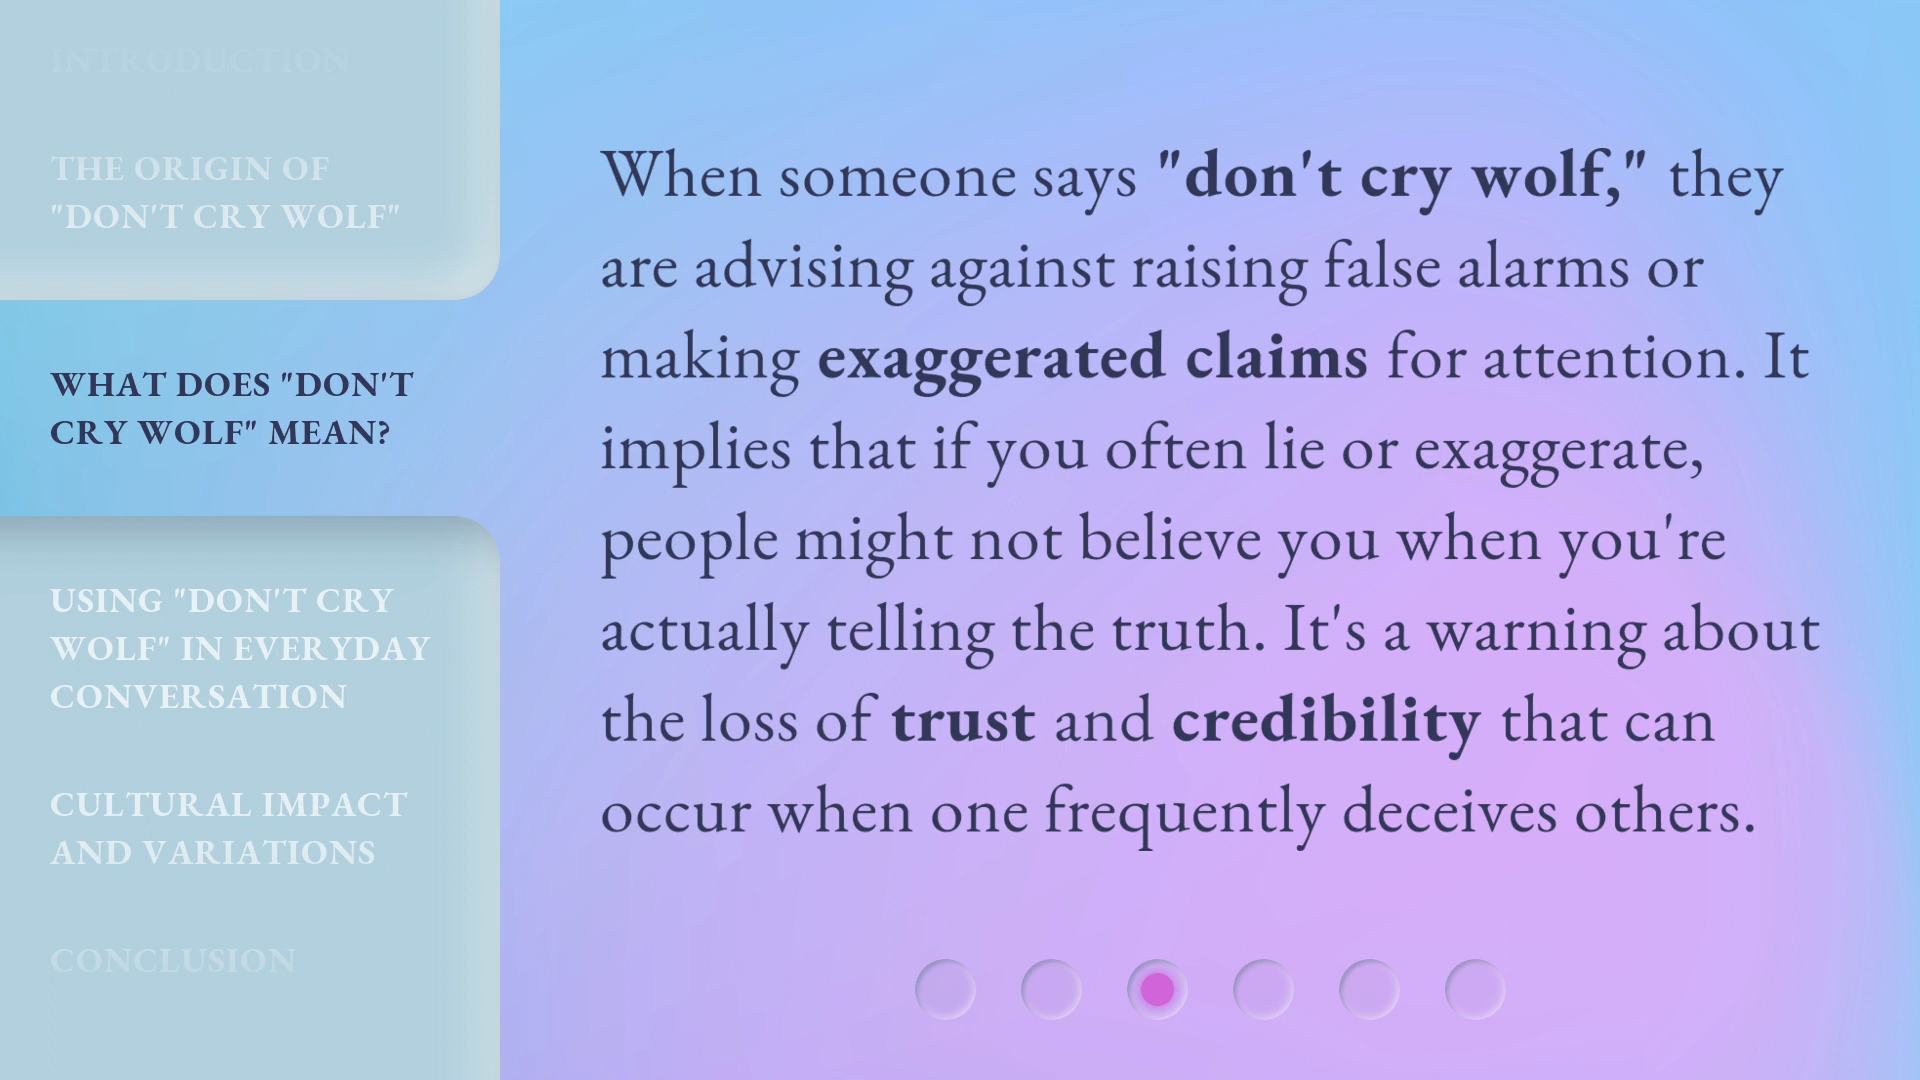 INTRODUCTION
THE ORIGIN OF
"DON'T CRY WOLF"
WHAT DOES "DON'T
CRY WOLF" MEAN?
USING "DON'T CRY
WOLF" IN EVERYDAY
CONVERSATION
CULTURAL IMPACT
AND VARIATIONS
CONCLUSION
When someone says "don't cry wolf," they
are advising against raising false alarms or
making exaggerated claims for attention. It
implies that if you often lie or exaggerate,
people might not believe you when you're
actually telling the truth. It's a warning about
the loss of trust and credibility that can
occur when one frequently deceives others.